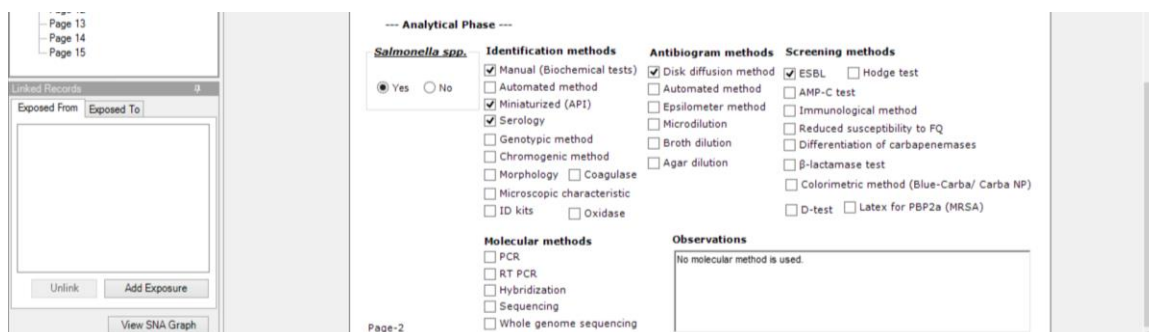 Page 13
Page 14
Page 15
Linked Records
Exposed From
Exposed To
Unlink
Add Exposure
View SNA Graph
--- Analytical Phase ---
Salmonella spp.
Yes
No
Identification methods
Manual (Biochemical tests)
Automated method
Miniaturized (API)
Serology
Genotypic method
Chromogenic method
Morphology
Coagulase
Microscopic characteristic
ID kits
Oxidase
Antibiogram methods
Disk diffusion method
Automated method
Epsilometer method
Microdilution
Broth dilution
Agar dilution
Screening methods
ESBL
Hodge test
AMP-C test
Immunological method
Reduced susceptibility to FQ
Differentiation of carbapenemases
β-lactamase test
Colorimetric method (Blue-Carba/ Carba NP)
D-test
Latex for PBP2a (MRSA)
Molecular methods
PCR
RT PCR
Hybridization
Sequencing
Whole genome sequencing
Observations
No molecular method is used.
Page-2